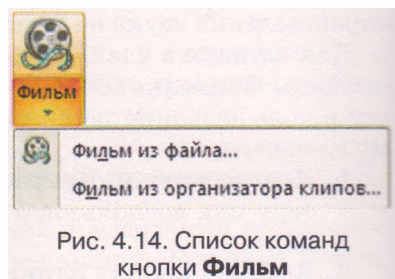 Фильм
Фильм из файла...
Фильм из организатора клипов...
Рис. 4.14. Список команд
кнопки Фильм